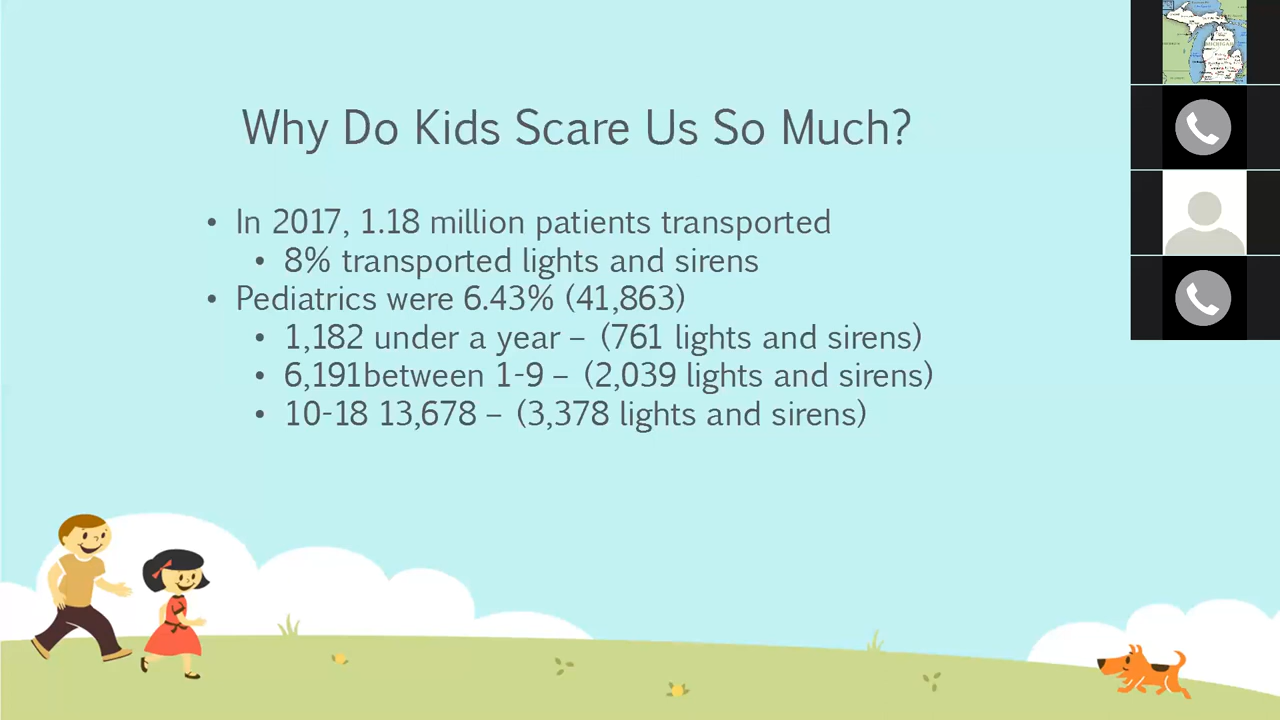 Why Do Kids Scare Us So Much?
• In 2017, 1.18 million patients transported
• 8% transported lights and sirens
• Pediatrics were 6.43% (41,863)
• 1,182 under a year – (761 lights and sirens)
• 6,191between 1-9 – (2,039 lights and sirens)
• 10-18 13,678 – (3,378 lights and sirens)